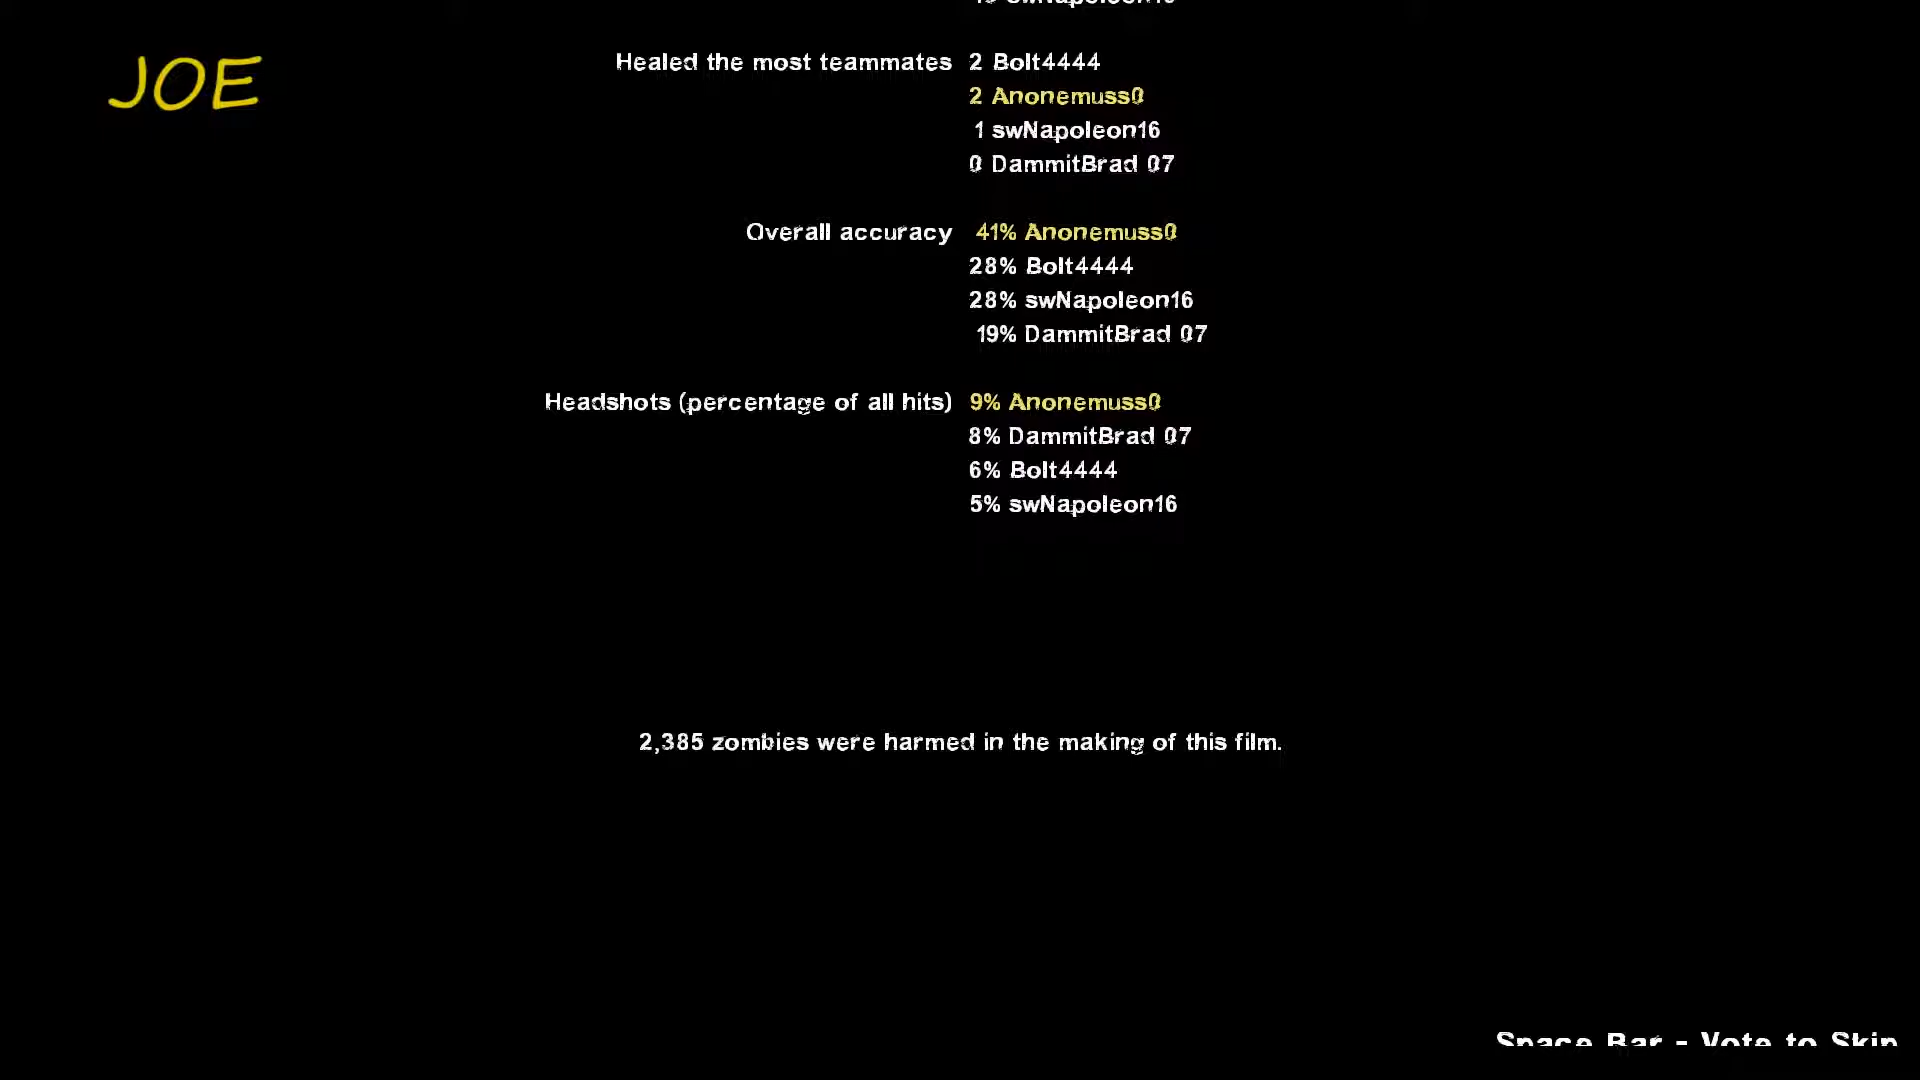 JOE
Healed the most teammates 2 Bolt4444
2 Anonemuss0
1 swNapoleon16
0 DammitBrad 07
Overall accuracy 41% Anonemuss0
28% Bolt4444
28% swNapoleon16
19% DammitBrad 07
Headshots (percentage of all hits) 9% Anonemuss0
8% DammitBrad 07
6% Bolt4444
5% swNapoleon16
2,385 zombies were harmed in the making of this film.
Space Bar - Vote to Skip